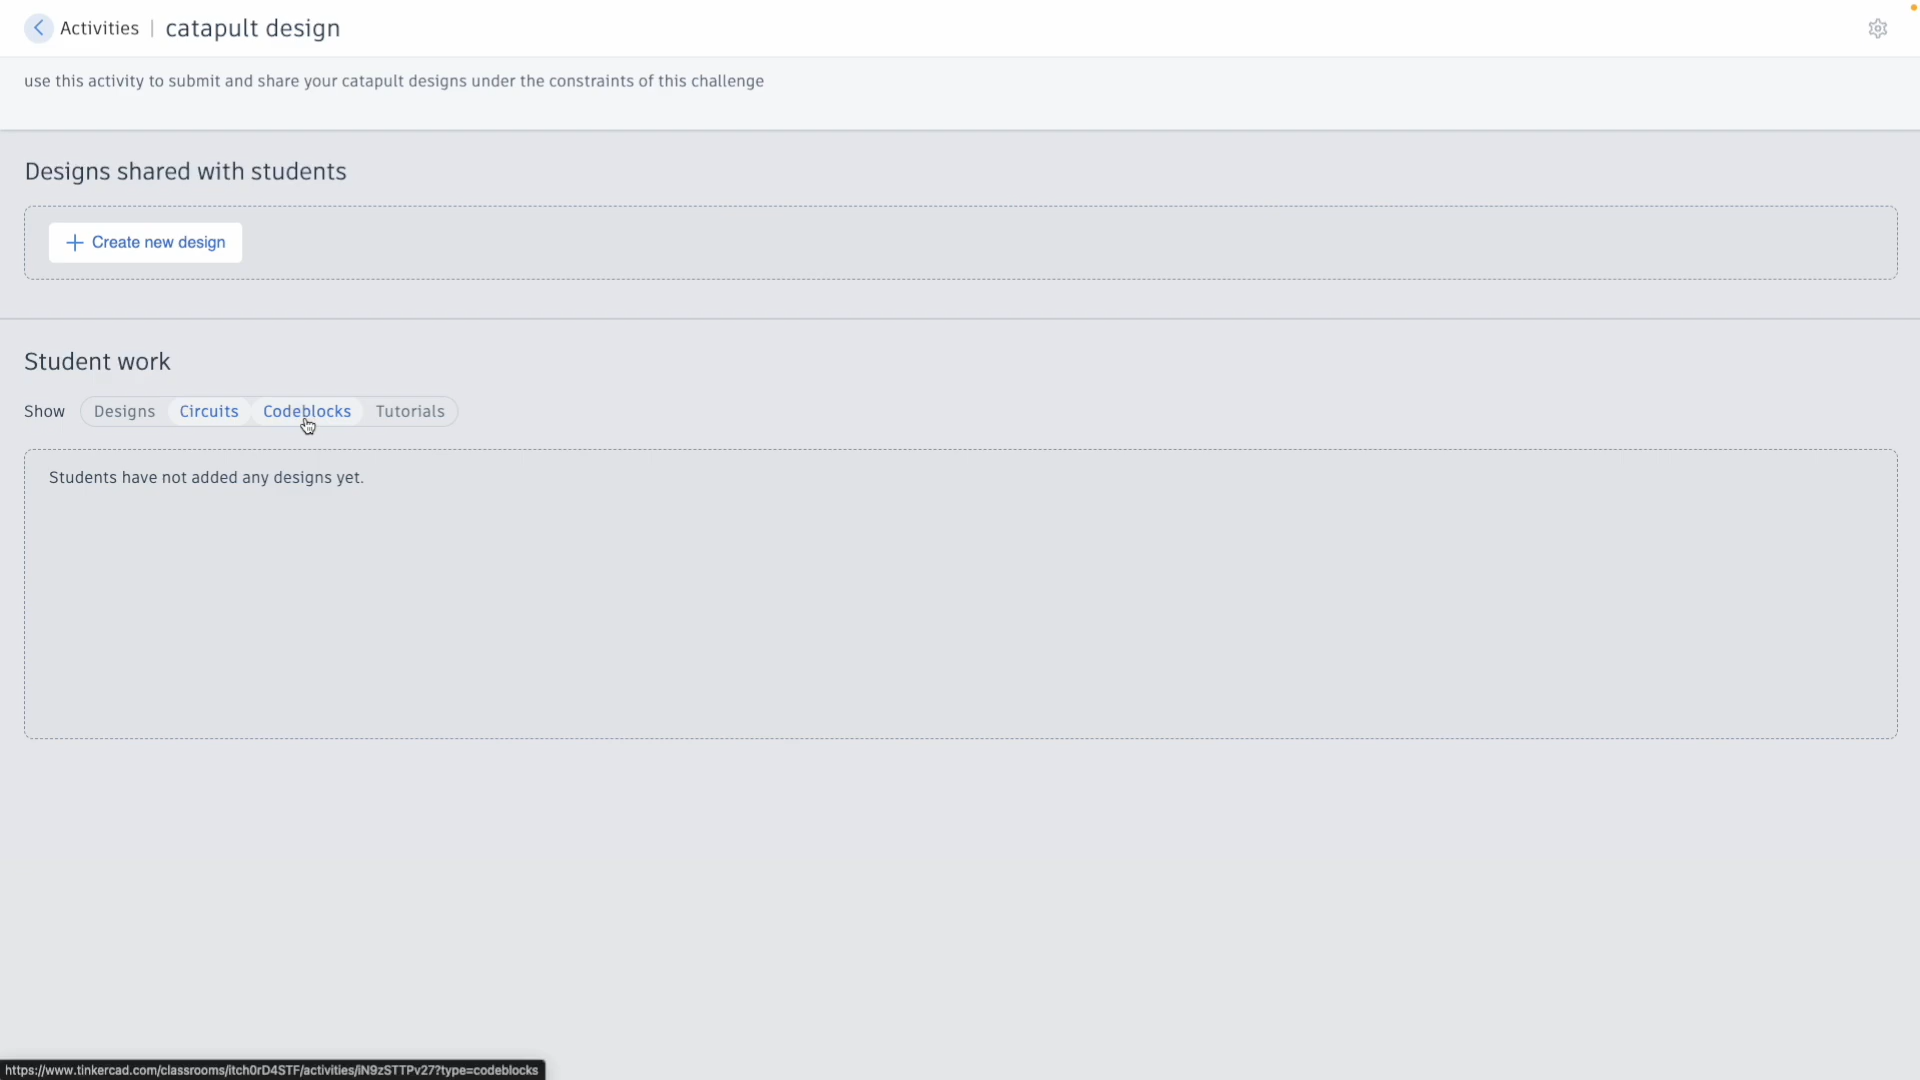 Activities | catapult design
use this activity to submit and share your catapult designs under the constraints of this challenge
Designs shared with students
+ Create new design
Student work
Show Designs Circuits Codeblocks Tutorials
Students have not added any designs yet.
https://www.tinkercad.com/classrooms/itch0rD4STF/activities/iN9zSTTPv27?type=codeblocks